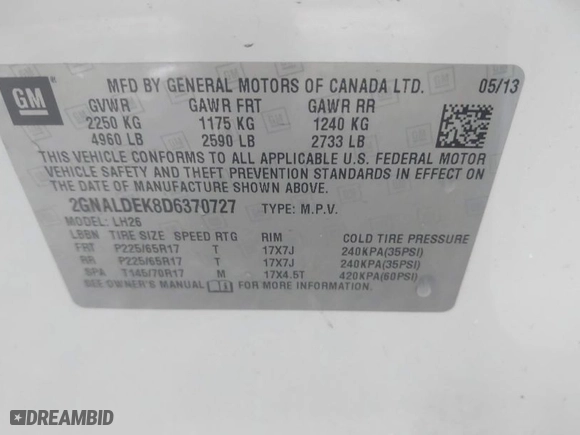 GM
MFD BY GENERAL MOTORS OF CANADA LTD. 05/13
GVWR GAWR FRT GAWR RR
2250 KG 1175 KG 1240 KG
4960 LB 2590 LB 2733 LB
THIS VEHICLE CONFORMS TO ALL APPLICABLE U.S. FEDERAL MOTOR
VEHICLE SAFETY AND THEFT PREVENTION STANDARDS IN EFFECT ON
THE DATE OF MANUFACTURE SHOWN ABOVE.
2GNALDEK8D6370727 TYPE: M.P.V.
MODEL: LH26
LBBN TIRE SIZE SPEED RTG RIM COLD TIRE PRESSURE
FRT P225/65R17 T 17X7J 240KPA(35PSI)
RR P225/65R17 T 17X7J 240KPA(35PSI)
SPA T145/70R17 M 17X4.5T 420KPA(60PSI)
SEE OWNER'S MANUAL FOR MORE INFORMATION.
DREAMBID